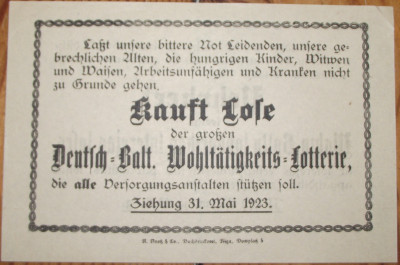 Laßt unsere bittere Not Leidenden, unsere ge-
brechlichen Alten, die hungrigen Kinder, Witwen
und Waisen, Arbeitsunfähigen und Kranken nicht
zu Grunde gehen,
Kauft Lose
der großen
Deutsch-Balt. Wohltätigkeits-Lotterie,
die alle Versorgungsanstalten stützen soll.
Ziehung 31. Mai 1923.
& Co., Riga,